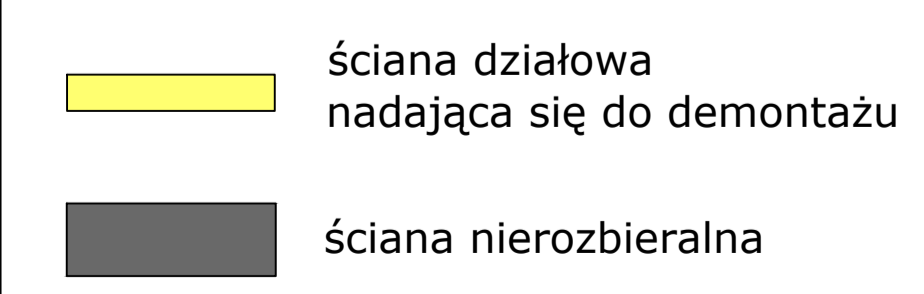 ściana działowa
nadająca się do demontażu
ściana nierozbieralna